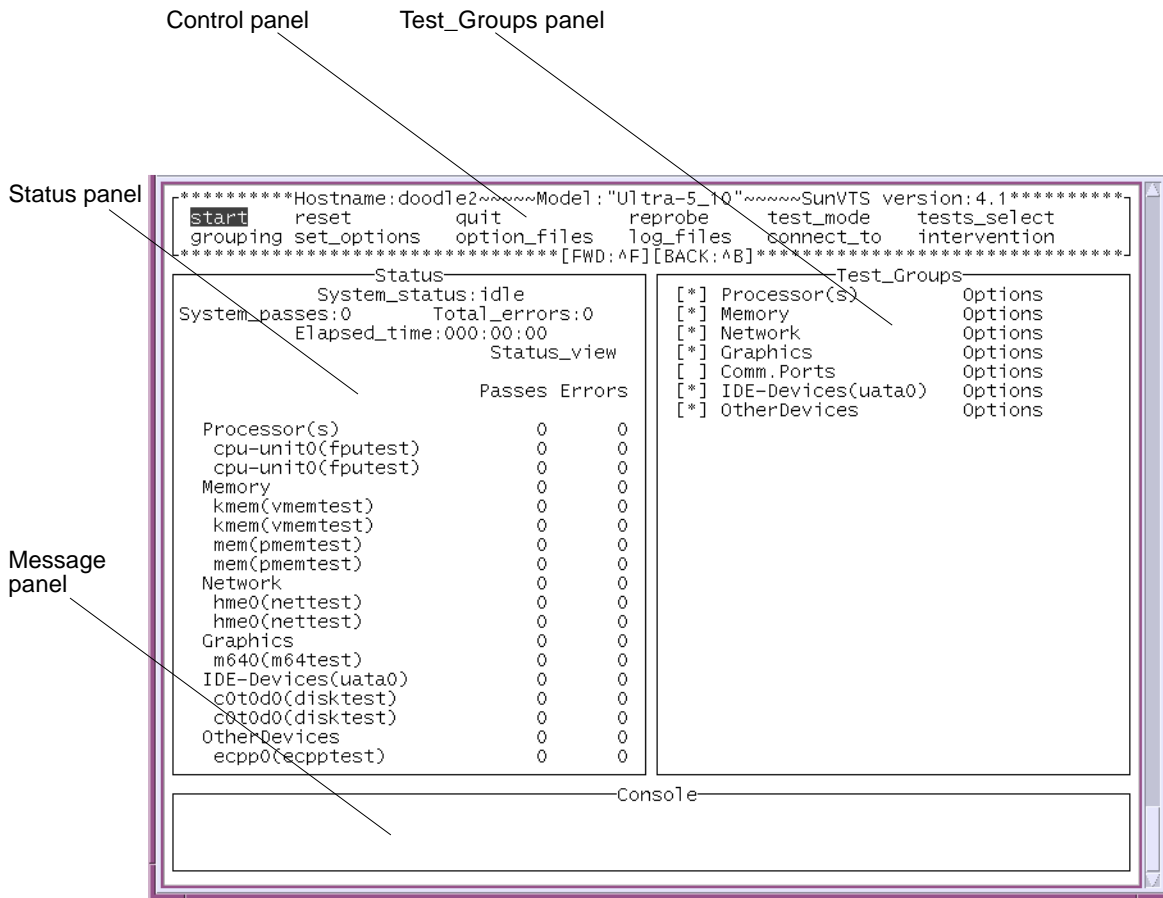 Control panel
Test_Groups panel
Status panel
**********Hostname:doodle2~~~~~Model:"Ultra-5_10"~~~~~SunVTS version:4.1**********
start reset quit reprobe test_mode tests_select
grouping set_options option_files log_files connect_to intervention
*********************************[FWD:^F][BACK:^B]*********************************
Status
System_status:idle
System_passes:0 Total_errors:0
Elapsed_time:000:00:00
Status_view
Passes Errors
Processor(s) 0 0
cpu-unit0(fputest) 0 0
cpu-unit0(fputest) 0 0
Memory 0 0
kmem(vmemtest) 0 0
kmem(vmemtest) 0 0
mem(pmemtest) 0 0
mem(pmemtest) 0 0
Network 0 0
hme0(nettest) 0 0
hme0(nettest) 0 0
Graphics 0 0
m640(m64test) 0 0
IDE-Devices(uata0) 0 0
c0t0d0(disktest) 0 0
c0t0d0(disktest) 0 0
OtherDevices 0 0
ecpp0(ecpptest) 0 0
Test_Groups
[*] Processor(s) Options
[*] Memory Options
[*] Network Options
[*] Graphics Options
[ ] Comm.Ports Options
[*] IDE-Devices(uata0) Options
[*] OtherDevices Options
Message
panel
Console